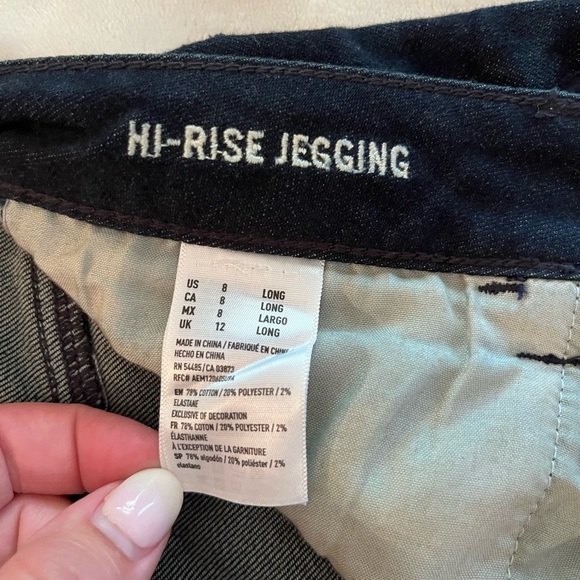 HI-RISE JEGGING
US 8 LONG
CA 8 LONG
MX 8 LARGO
UK 12 LONG
MADE IN CHINA / FABRIQUÉ EN CHINE /
HECHO EN CHINA
RN 54485 / CA 03873
RFC#
EN 78% COTTON / 20% POLYESTER / 2%
ELASTANE
EXCLUSIVE OF DECORATION
FR 78% COTON / 20% POLYESTER / 2%
ÉLASTHANNE
À L'EXCEPTION DE LA GARNITURE
SP 78% algodón / 20% poliéster / 2%
elastano